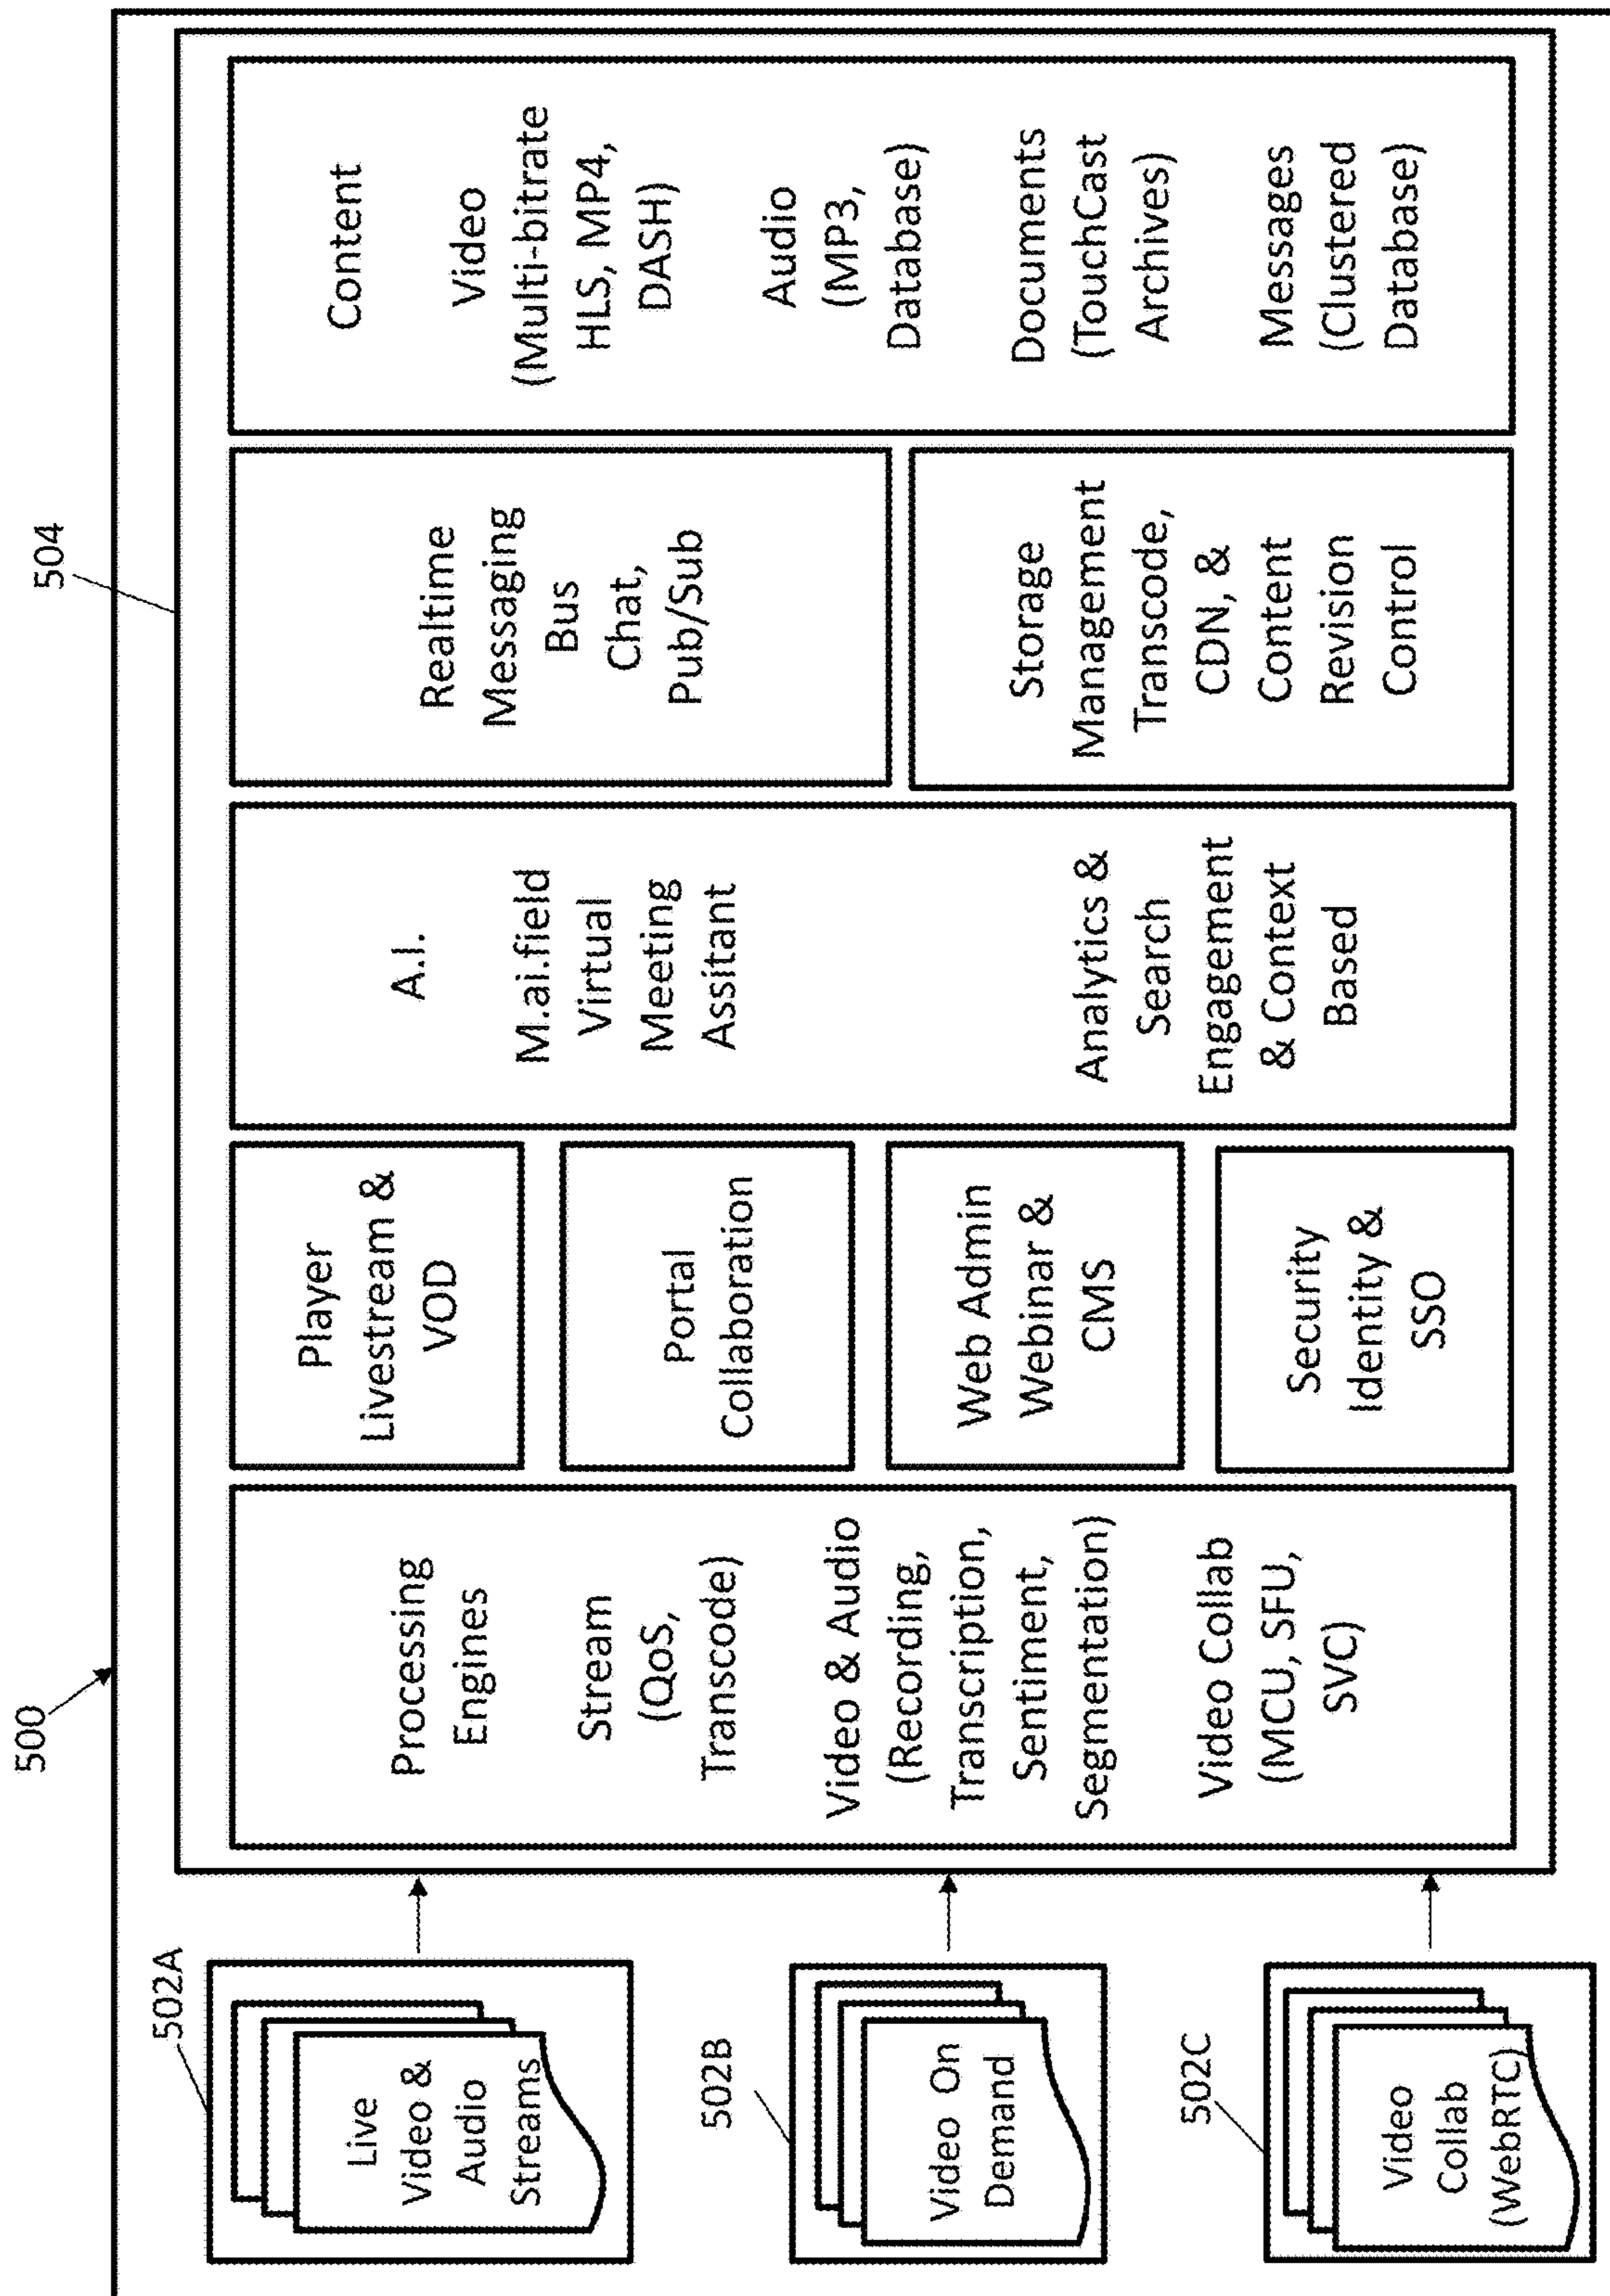 500
504
502A
Live
Video &
Audio
Streams
502B
Video On
Demand
502C
Video
Collab
(WebRTC)
Processing
Engines
Stream
(QoS,
Transcode)
Video & Audio
(Recording,
Transcription,
Sentiment,
Segmentation)
Video Collab
(MCU, SFU,
SVC)
Player
Livestream &
VOD
Portal
Collaboration
Web Admin
Webinar &
CMS
Security
Identity &
SSO
A.I.
M.ai.field
Virtual
Meeting
Assitant
Analytics &
Search
Engagement
& Context
Based
Realtime
Messaging
Bus
Chat,
Pub/Sub
Storage
Management
Transcode,
CDN, &
Content
Revision
Control
Content
Video
(Multi-bitrate
HLS, MP4,
DASH)
Audio
(MP3,
Database)
Documents
(TouchCast
Archives)
Messages
(Clustered
Database)